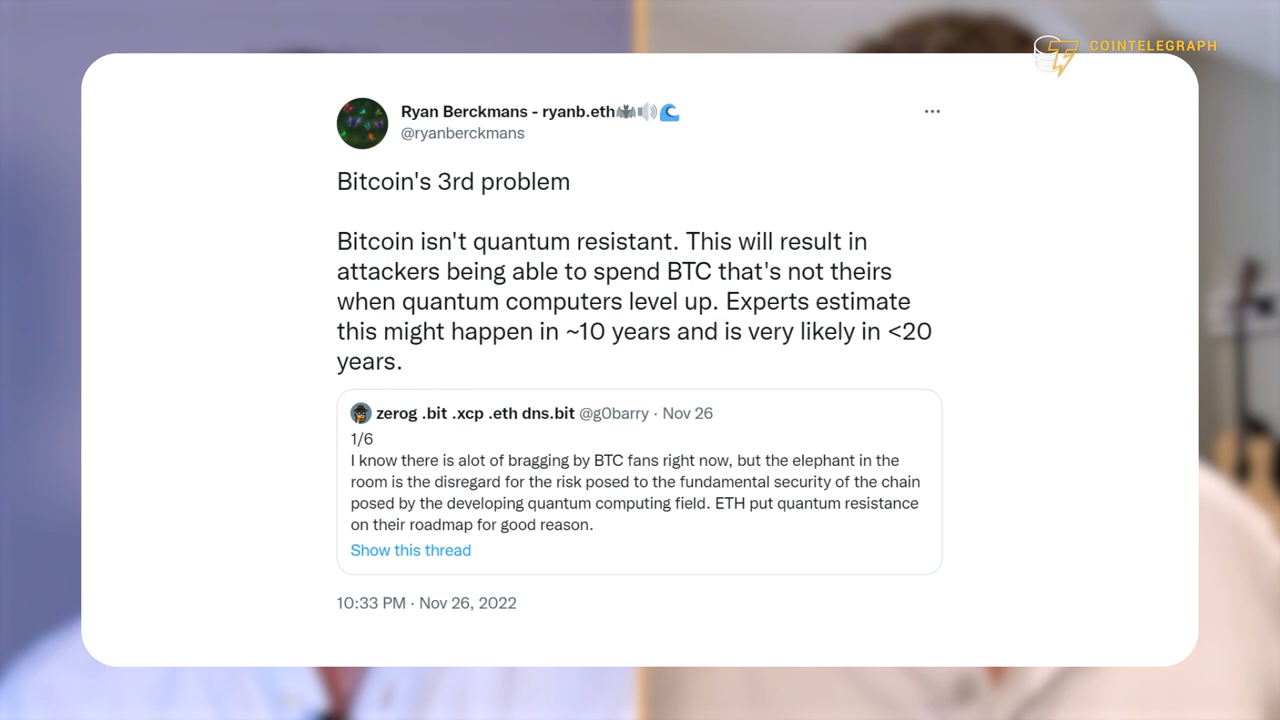 COINTELEGRAPH
Ryan Berckmans - ryanb.eth🦇🔊🌊
@ryanberckmans
Bitcoin's 3rd problem
Bitcoin isn't quantum resistant. This will result in
attackers being able to spend BTC that's not theirs
when quantum computers level up. Experts estimate
this might happen in ~10 years and is very likely in <20
years.
zerog .bit .xcp .eth dns.bit @g0barry · Nov 26
1/6
I know there is alot of bragging by BTC fans right now, but the elephant in the
room is the disregard for the risk posed to the fundamental security of the chain
posed by the developing quantum computing field. ETH put quantum resistance
on their roadmap for good reason.
Show this thread
10:33 PM · Nov 26, 2022